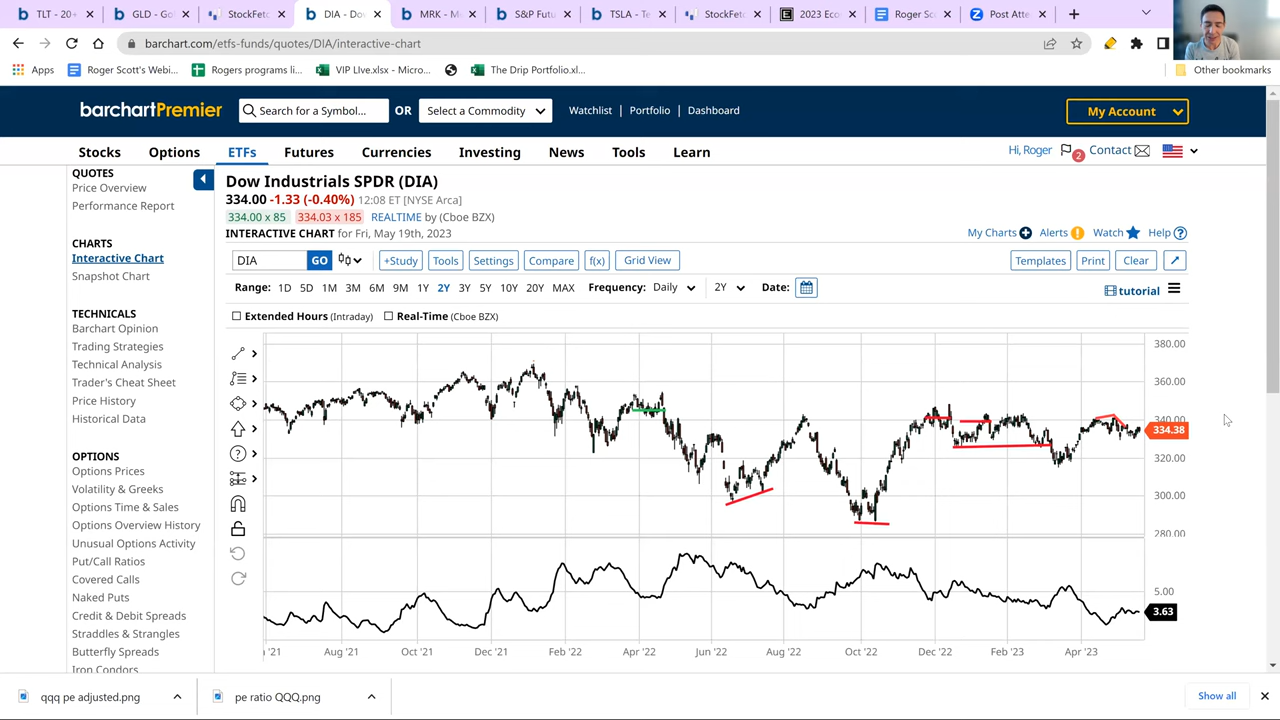 TLT - 20+
GLD - Go
StockFetc
DIA - Do
MRK - M
S&P Futu
TSLA - Te
StockFetc
2023 Eco
Roger Sc
Post Atte
barchart.com/etfs-funds/quotes/DIA/interactive-chart
Apps
Roger Scott's Webi...
Rogers programs li...
VIP LIve.xlsx - Micro...
The Drip Portfolio.xl...
Other bookmarks
barchartPremier
Search for a Symbol...
OR
Select a Commodity
Watchlist | Portfolio | Dashboard
My Account
Stocks Options ETFs Futures Currencies Investing News Tools Learn
Hi, Roger
2
Contact
QUOTES
Price Overview
Performance Report
CHARTS
Interactive Chart
Snapshot Chart
TECHNICALS
Barchart Opinion
Trading Strategies
Technical Analysis
Trader's Cheat Sheet
Price History
Historical Data
OPTIONS
Options Prices
Volatility & Greeks
Options Time & Sales
Options Overview History
Unusual Options Activity
Put/Call Ratios
Covered Calls
Naked Puts
Credit & Debit Spreads
Straddles & Strangles
Butterfly Spreads
Iron Condors
Dow Industrials SPDR (DIA)
334.00 -1.33 (-0.40%) 12:08 ET [NYSE Arca]
334.00 x 85 334.03 x 185 REALTIME by (Cboe BZX)
INTERACTIVE CHART for Fri, May 19th, 2023
My Charts Alerts Watch Help
DIA GO +Study Tools Settings Compare f(x) Grid View
Templates Print Clear
Range: 1D 5D 1M 3M 6M 9M 1Y 2Y 3Y 5Y 10Y 20Y MAX Frequency: Daily 2Y Date:
tutorial
Extended Hours (Intraday) Real-Time (Cboe BZX)
380.00
360.00
340.00
334.38
320.00
300.00
280.00
5.00
3.63
'21 Aug '21 Oct '21 Dec '21 Feb '22 Apr '22 Jun '22 Aug '22 Oct '22 Dec '22 Feb '23 Apr '23
qqq pe adjusted.png
pe ratio QQQ.png
Show all